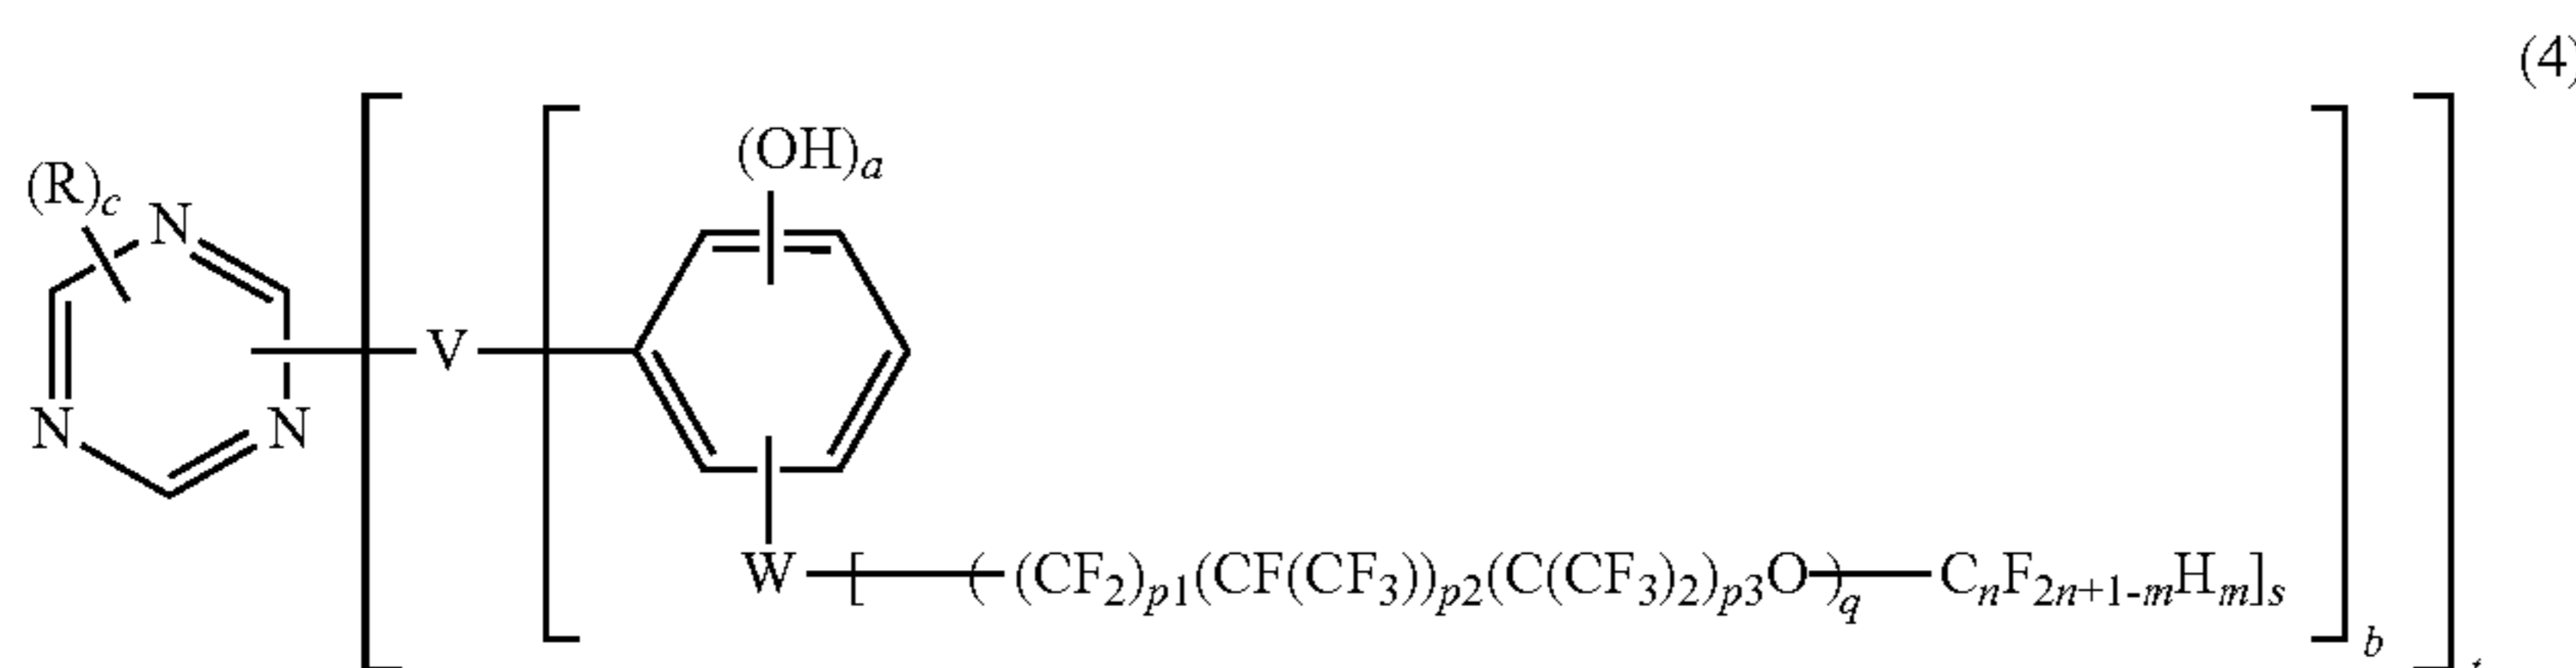 (4)
(R)c
N
N
N
V
(OH)a
W[((CF2)p1(CF(CF3))p2(C(CF3)2)p3O)q CnF2n+1-mHm]s
b